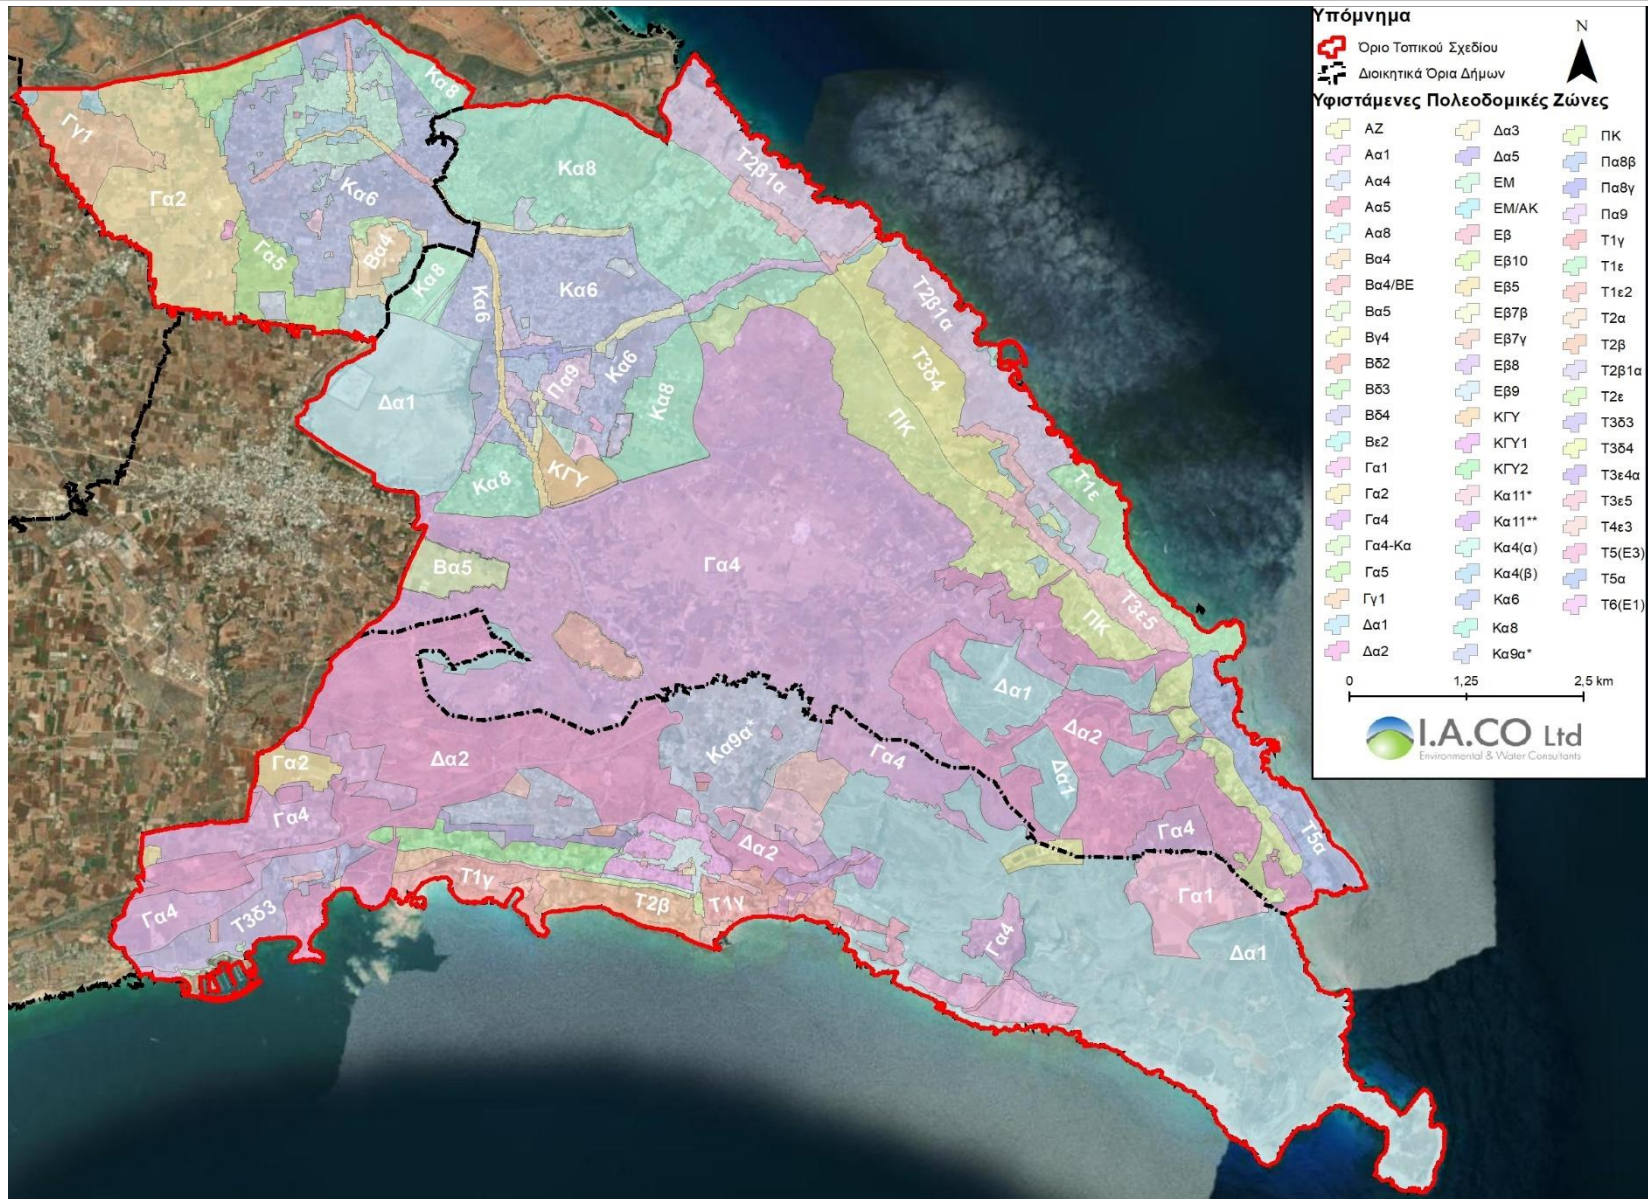 Υπόμνημα
Όριο Τοπικού Σχεδίου
Διοικητικά Όρια Δήμων
N
Υφιστάμενες Πολεοδομικές Ζώνες
ΑΖ
Αα1
Αα4
Αα5
Αα8
Βα4
Βα4/ΒΕ
Βα5
Βγ4
Βδ2
Βδ3
Βδ4
Βε2
Γα1
Γα2
Γα4
Γα4-Κα
Γα5
Γγ1
Δα1
Δα2
Δα3
Δα5
ΕΜ
ΕΜ/ΑΚ
Εβ
Εβ10
Εβ5
Εβ7β
Εβ7γ
Εβ8
Εβ9
ΚΓΥ
ΚΓΥ1
ΚΓΥ2
Κα11*
Κα11**
Κα4(α)
Κα4(β)
Κα6
Κα8
Κα9α*
ΠΚ
Πα8β
Πα8γ
Πα9
Τ1γ
Τ1ε
Τ1ε2
Τ2α
Τ2β
Τ2β1α
Τ2ε
Τ3δ3
Τ3δ4
Τ3ε4α
Τ3ε5
Τ4ε3
Τ5(Ε3)
Τ5α
Τ6(Ε1)
0 1,25 2,5 km
I.A.CO Ltd
Environmental & Water Consultants
Κα8
Γγ1
Γα2
Κα6
Κα8
Τ2β1α
Γα5
Βα4
Κα8
Κα6
Κα6
Τ2β1α
Δα1
Πα9
Κα6
Κα8
Τ3δ4
ΠΚ
Κα8
ΚΓΥ
Τ1ε
Βα5
Γα4
Τ3ε5
ΠΚ
Δα1
Δα2
Κα9α*
Γα4
Δα2
Δα1
Γα2
Γα4
Γα4
Τ5α
Δα2
Τ1γ
Τ2β
Τ1γ
Γα1
Γα4
Τ3δ3
Γα4
Δα1